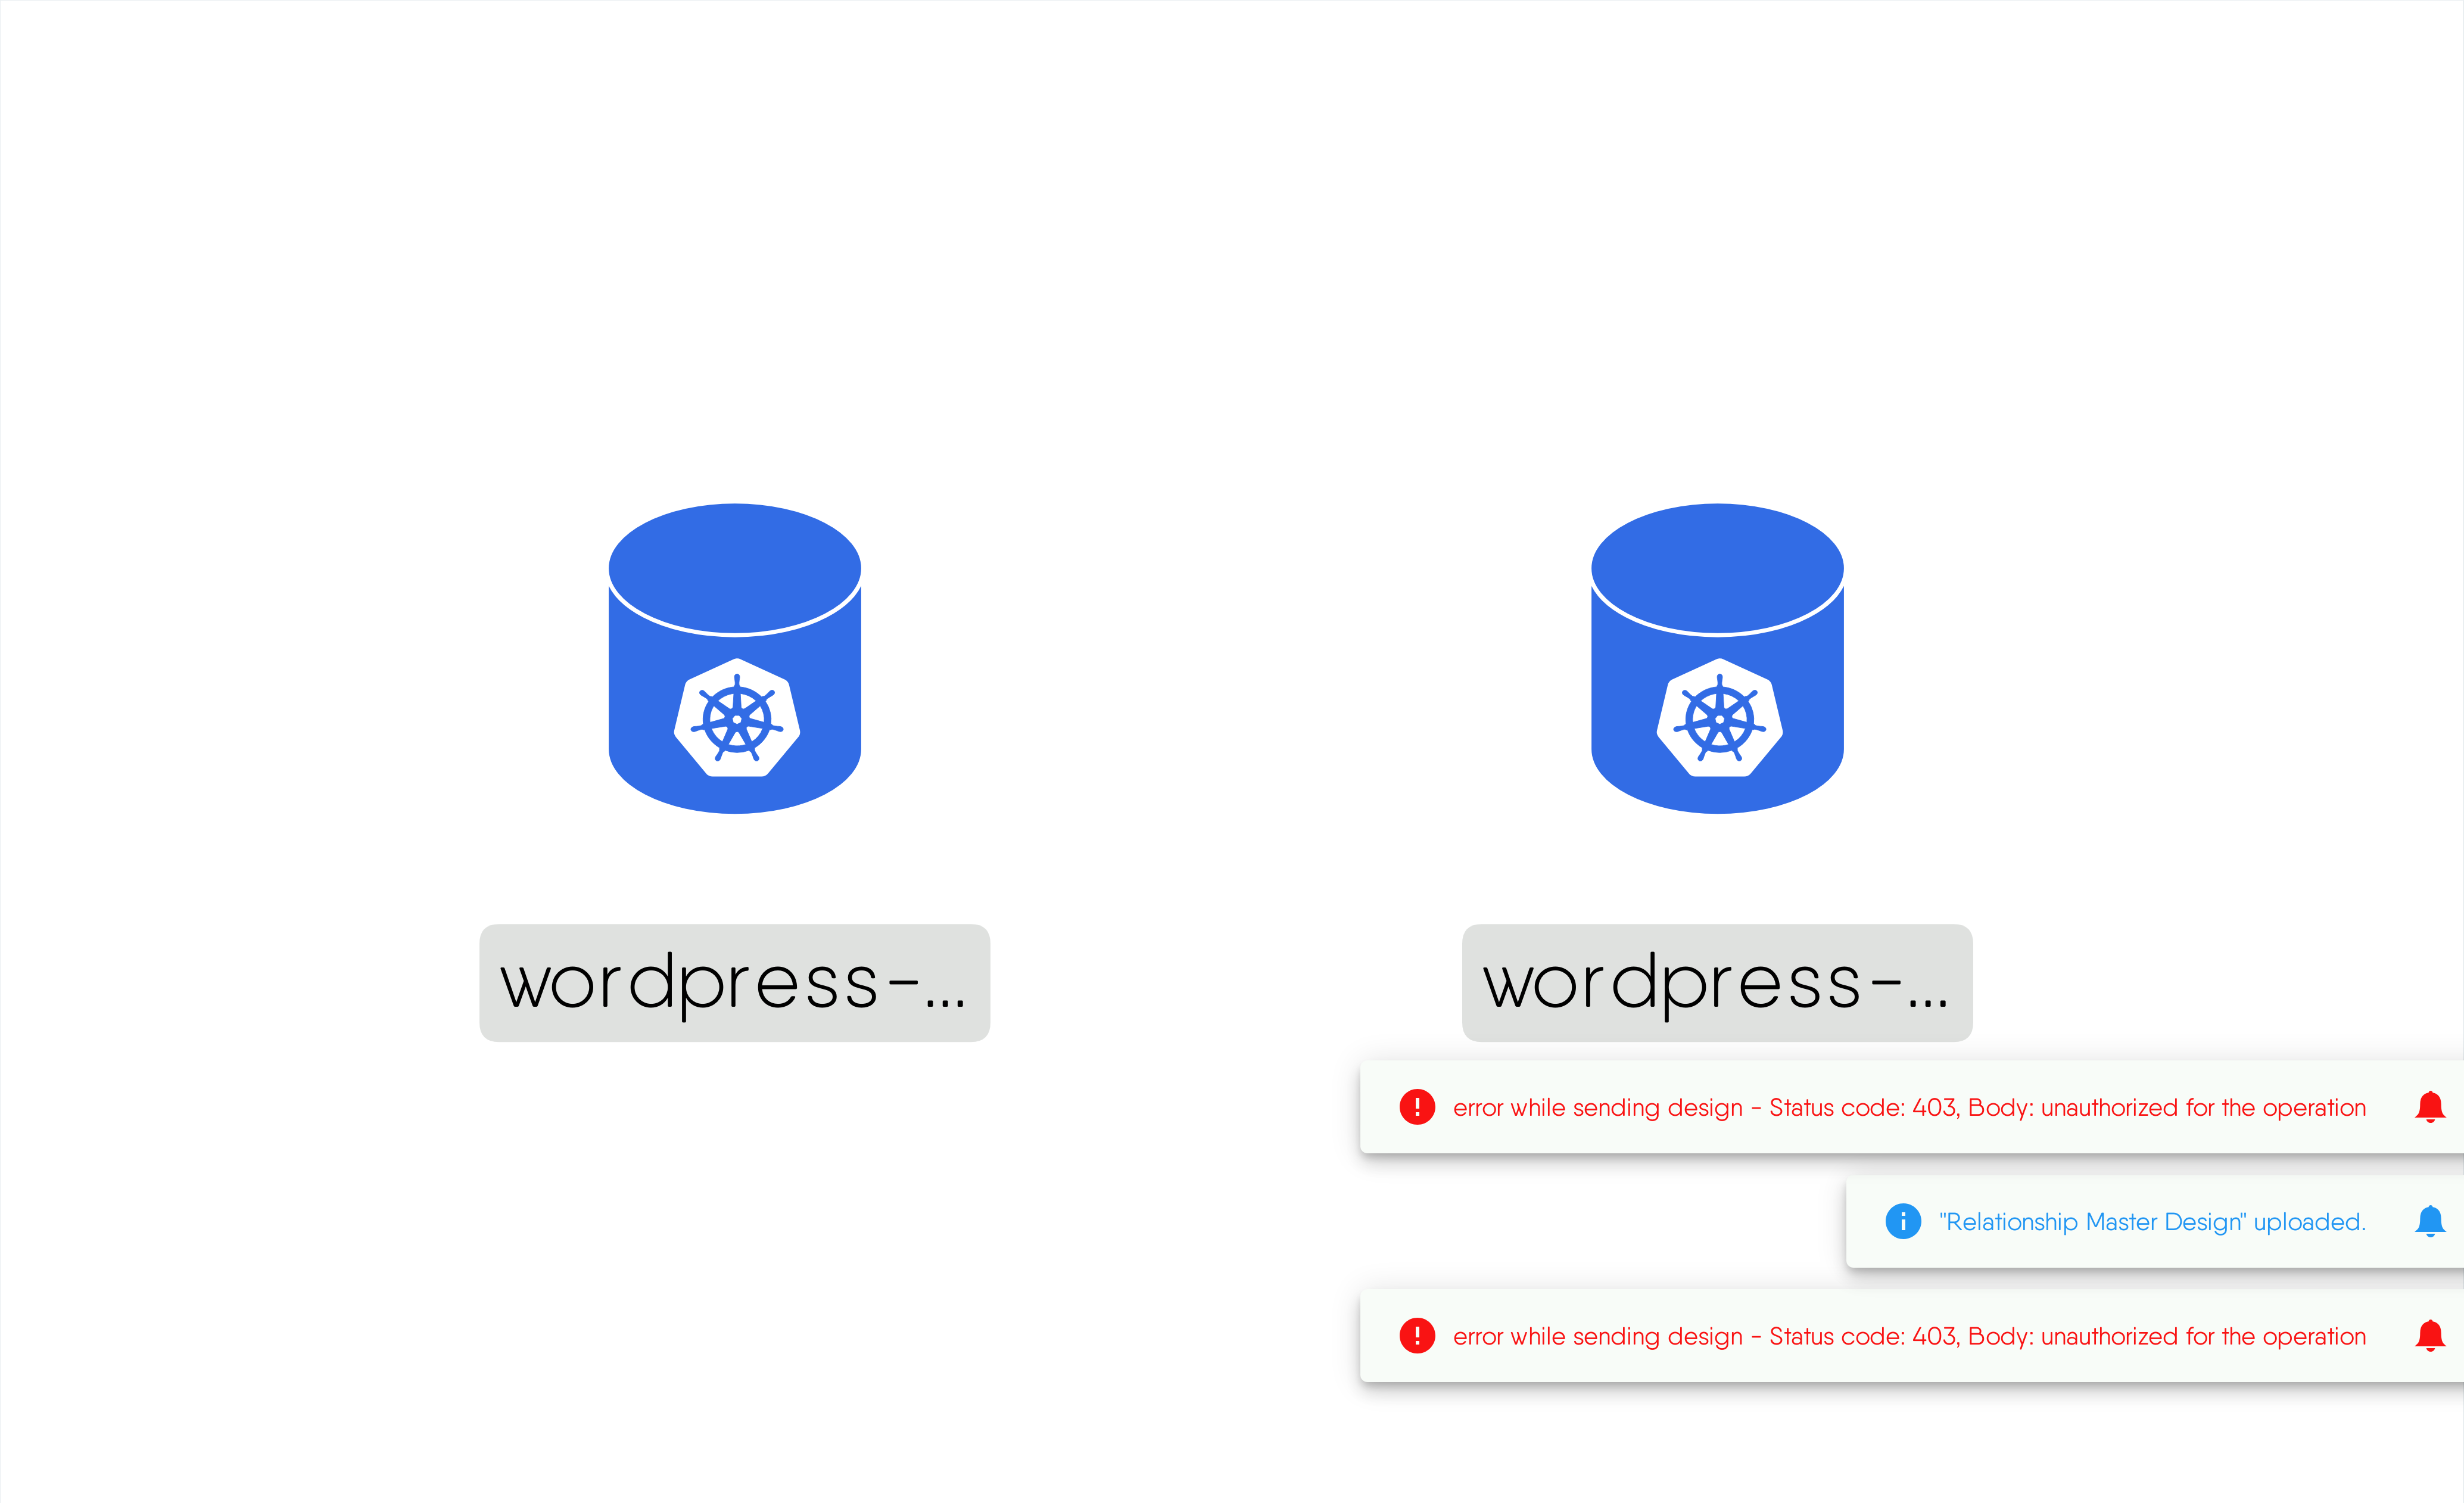 wordpress-...
wordpress-...
error while sending design - Status code: 403, Body: unauthorized for the operation
"Relationship Master Design" uploaded.
error while sending design - Status code: 403, Body: unauthorized for the operation